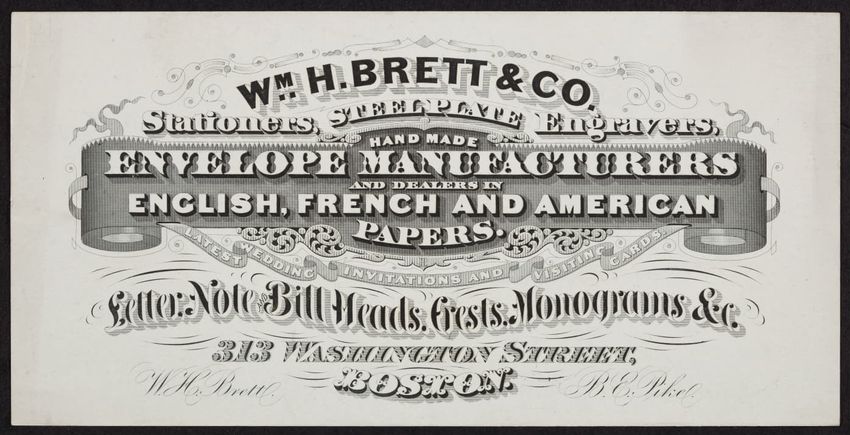 WM. H. BRETT & CO.
Stationers, STEEL PLATE Engravers,
HAND MADE
ENVELOPE MANUFACTURERS
AND DEALERS IN
ENGLISH, FRENCH AND AMERICAN
PAPERS.
LATEST WEDDING INVITATIONS AND VISITING CARDS.
Letter, Note and Bill Heads, Crests, Monograms &c.
313 WASHINGTON STREET,
W.H. Brett. BOSTON. B.E. Pike.